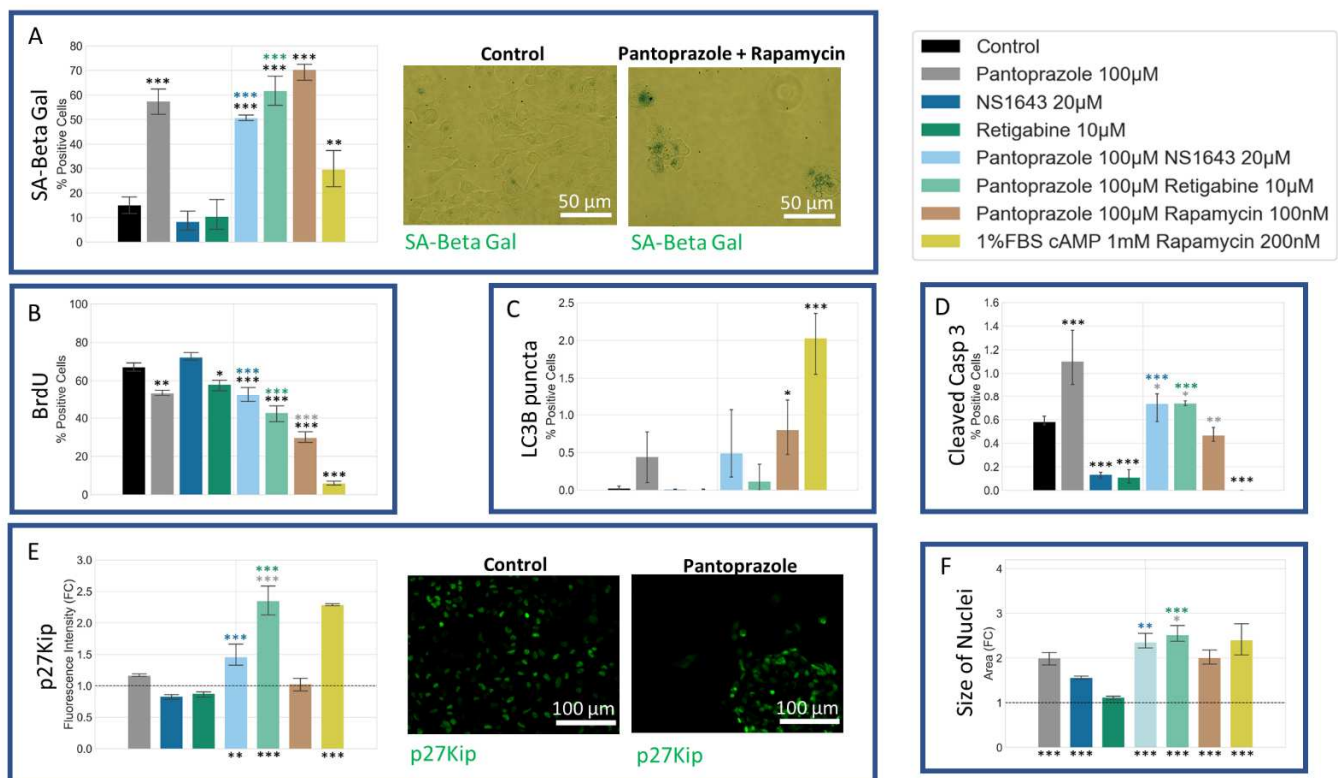 A
SA-Beta Gal
% Positive Cells
80
70
60
50
40
30
20
10
0
***
***
***
***
***
***
**
Control
50 µm
SA-Beta Gal
Pantoprazole + Rapamycin
50 µm
SA-Beta Gal
Control
Pantoprazole 100µM
NS1643 20µM
Retigabine 10µM
Pantoprazole 100µM NS1643 20µM
Pantoprazole 100µM Retigabine 10µM
Pantoprazole 100µM Rapamycin 100nM
1%FBS cAMP 1mM Rapamycin 200nM
B
BrdU
% Positive Cells
100
80
60
40
20
0
**
*
***
***
***
***
***
***
***
C
LC3B puncta
2.5
2.0
1.5
1.0
0.5
0.0
*
***
D
Cleaved Casp 3
% Positive Cells
1.6
1.4
1.2
1.0
0.8
0.6
0.4
0.2
0.0
***
***
***
***
*
***
*
**
***
E
p27Kip
Fluorescence Intensity (FC)
3.0
2.5
2.0
1.5
1.0
0.5
0.0
***
***
***
** *** ***
Control
100 µm
p27Kip
Pantoprazole
100 µm
p27Kip
F
Size of Nuclei
Area (FC)
4
3
2
1
0
**
***
*
*** *** *** *** *** ***